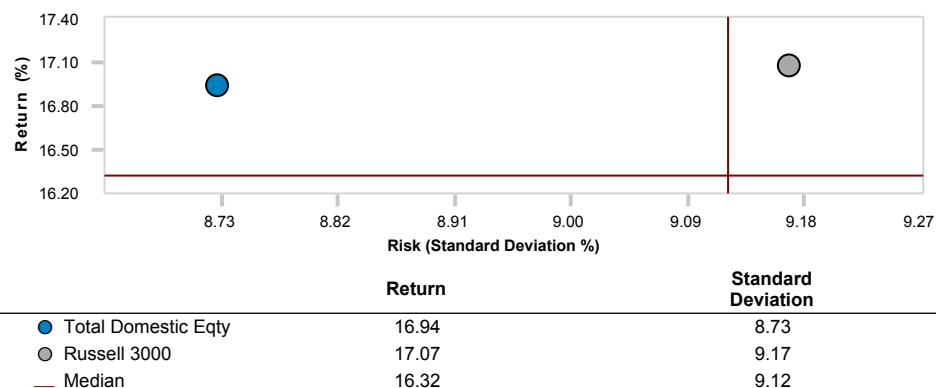 17.40
17.10
16.80
16.50
16.20
Return (%)
8.73 8.82 8.91 9.00 9.09 9.18 9.27
Risk (Standard Deviation %)
Return Standard Deviation
Total Domestic Eqty 16.94 8.73
Russell 3000 17.07 9.17
Median 16.32 9.12